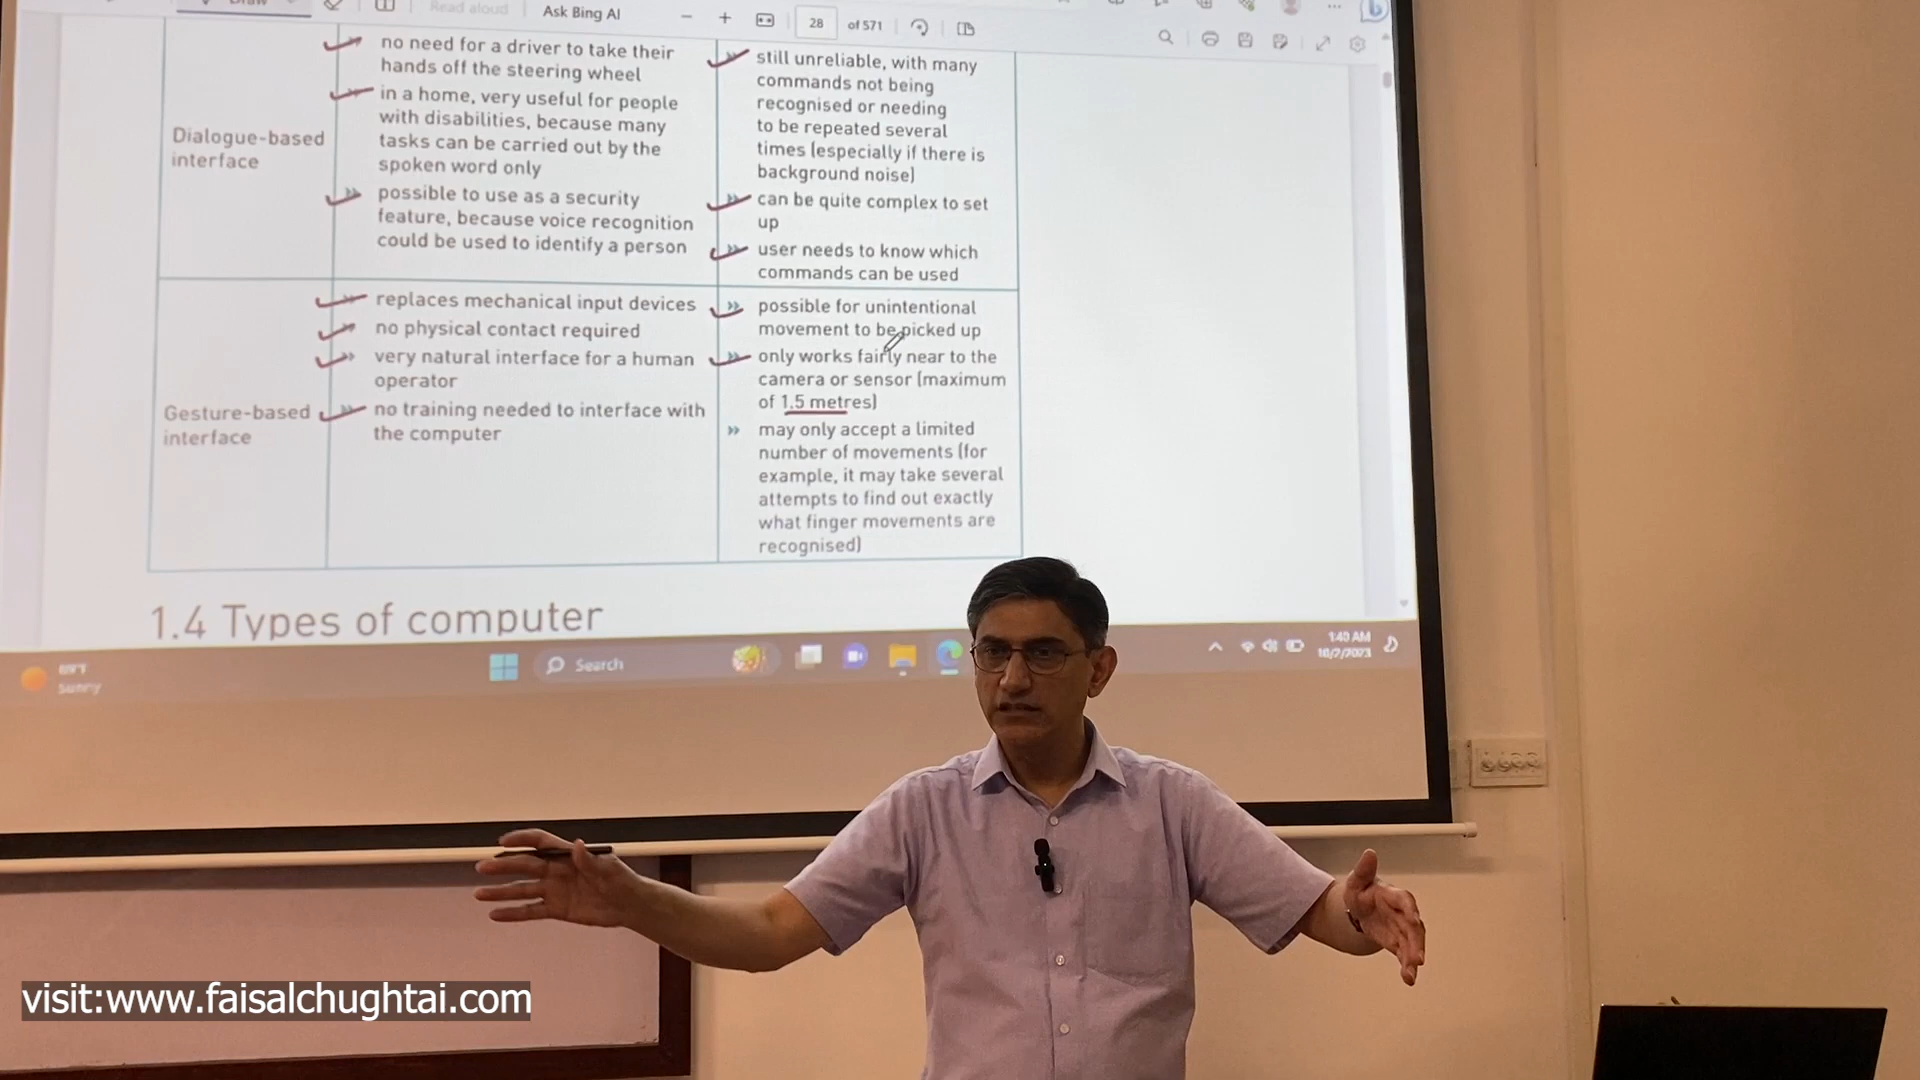 Draw
Read aloud
Ask Bing AI
28
of 571
Dialogue-based
interface
no need for a driver to take their
hands off the steering wheel
in a home, very useful for people
with disabilities, because many
tasks can be carried out by the
spoken word only
possible to use as a security
feature, because voice recognition
could be used to identify a person
still unreliable, with many
commands not being
recognised or needing
to be repeated several
times (especially if there is
background noise)
can be quite complex to set
up
user needs to know which
commands can be used
Gesture-based
interface
replaces mechanical input devices
no physical contact required
very natural interface for a human
operator
no training needed to interface with
the computer
possible for unintentional
movement to be picked up
only works fairly near to the
camera or sensor (maximum
of 1.5 metres)
may only accept a limited
number of movements (for
example, it may take several
attempts to find out exactly
what finger movements are
recognised)
1.4 Types of computer
Sunny
Search
1:40 AM
10/7/2023
visit:www.faisalchughtai.com